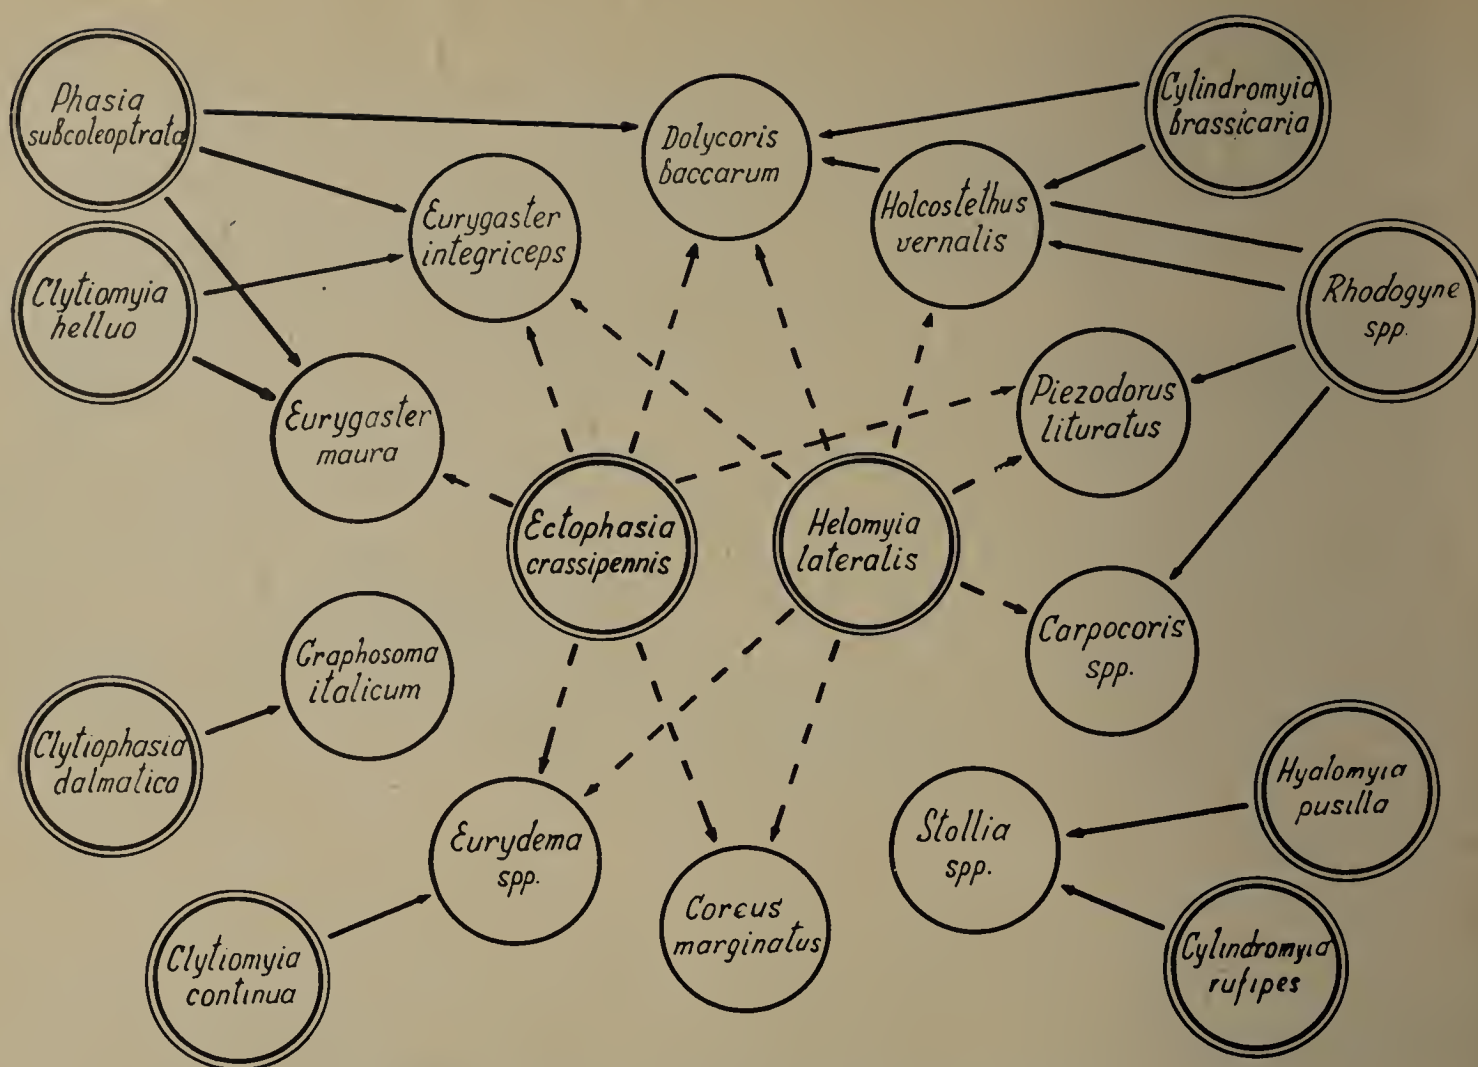 Phasia
subcoleoptrata
Cylindromyia
brassicaria
Dolycoris
baccarum
Eurygaster
integriceps
Holcostethus
vernalis
Clytiomyia
helluo
Rhodogyne
spp.
Eurygaster
maura
Piezodorus
lituratus
Ectophasia
crassipennis
Helomyia
lateralis
Carpocoris
spp.
Graphosoma
italicum
Clytiophasia
dalmatica
Hyalomyia
pusilla
Eurydema
spp.
Stollia
spp.
Coreus
marginatus
Clytiomyia
continua
Cylindromyia
rufipes